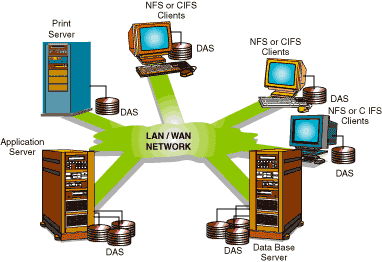 NFS or CIFS
Clients
Print
Server
DAS
NFS or CIFS
Clients
DAS
DAS
NFS or C IFS
Clients
Application
Server
LAN / WAN
NETWORK
DAS
DAS
DAS
Data Base
Server